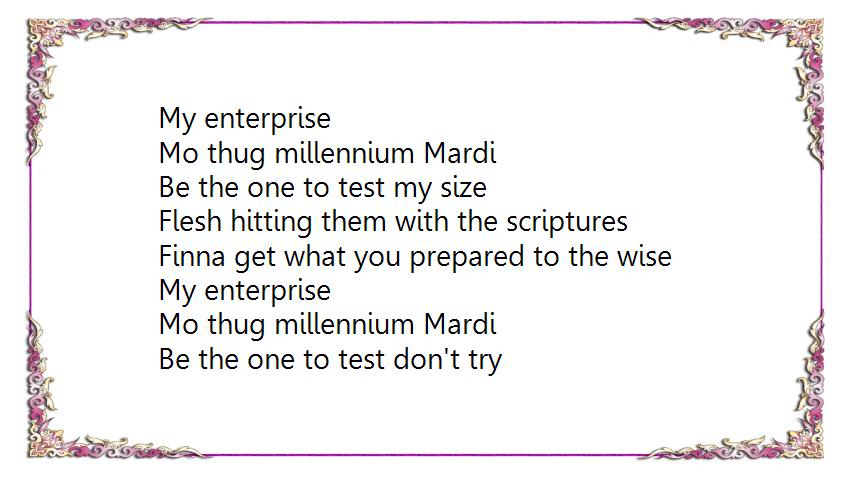 My enterprise
Mo thug millennium Mardi
Be the one to test my size
Flesh hitting them with the scriptures
Finna get what you prepared to the wise
My enterprise
Mo thug millennium Mardi
Be the one to test don't try